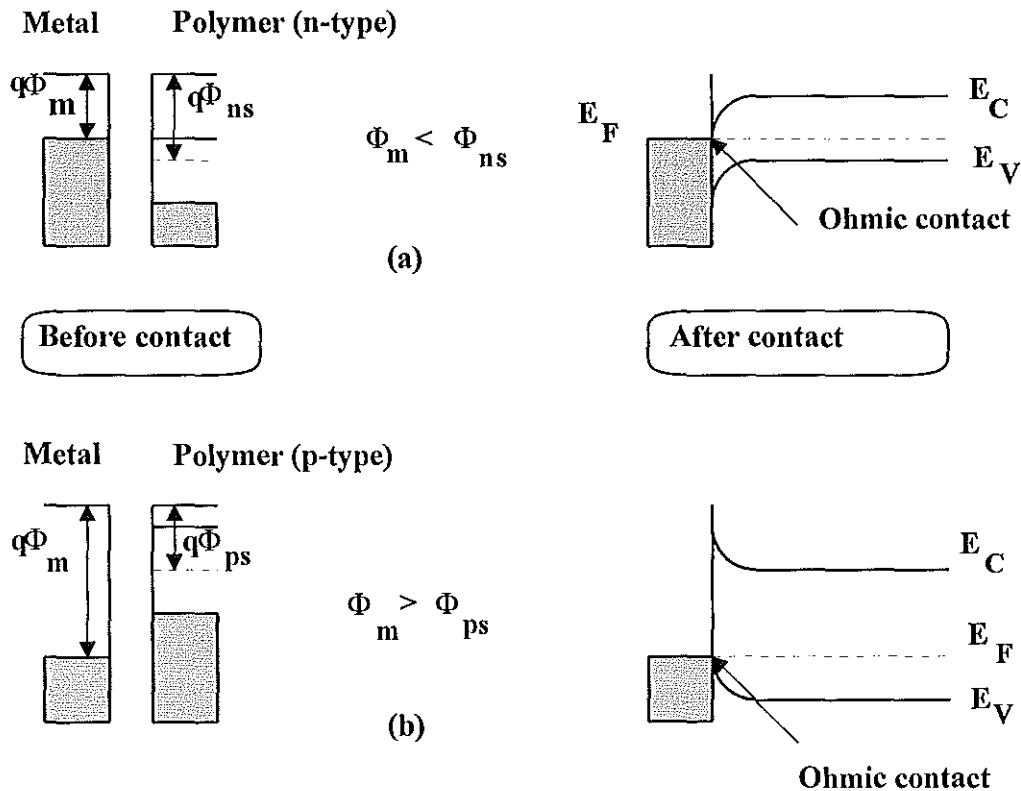 Metal Polymer (n-type)
qΦm
qΦns
Φm < Φns
EF
EC
EV
Ohmic contact
(a)
Before contact
After contact
Metal Polymer (p-type)
qΦm
qΦps
Φm > Φps
EC
EF
EV
(b)
Ohmic contact